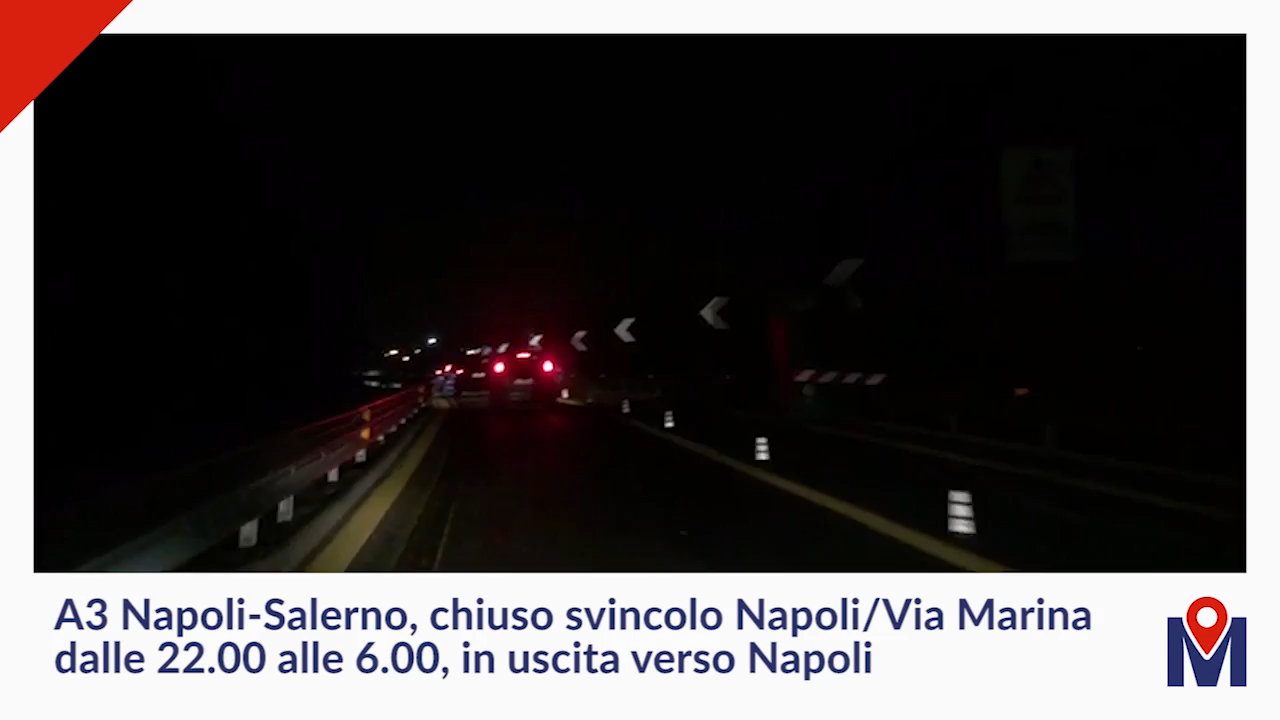 A3 Napoli-Salerno, chiuso svincolo Napoli/Via Marina
dalle 22.00 alle 6.00, in uscita verso Napoli
M